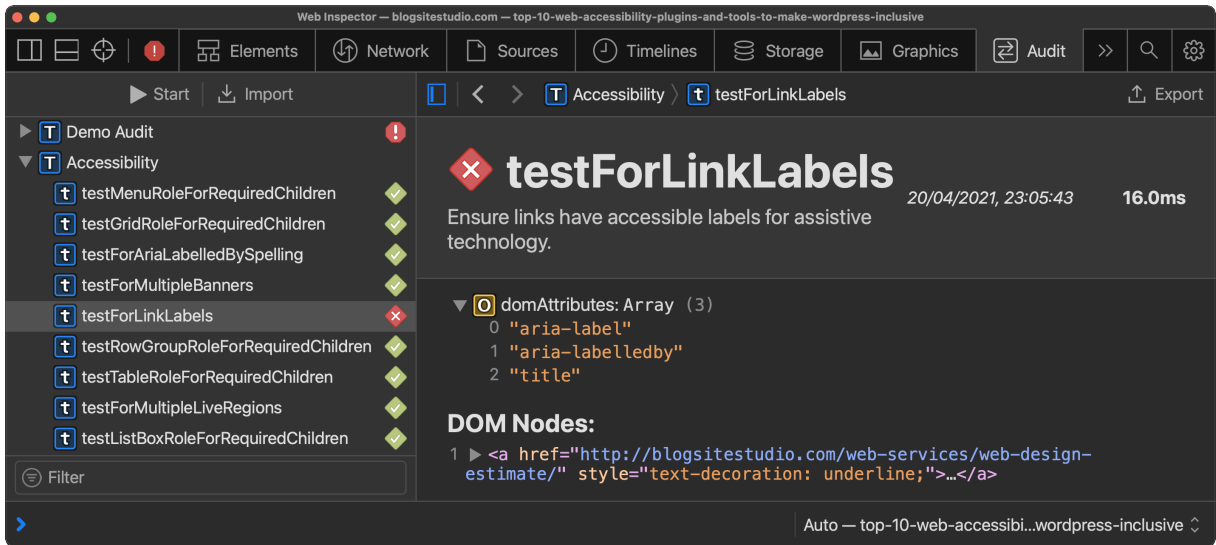 Web Inspector — blogsitestudio.com — top-10-web-accessibility-plugins-and-tools-to-make-wordpress-inclusive
Elements Network Sources Timelines Storage Graphics Audit
Start Import
T Accessibility 〉 t testForLinkLabels Export
T Demo Audit
T Accessibility
t testMenuRoleForRequiredChildren
t testGridRoleForRequiredChildren
t testForAriaLabelledBySpelling
t testForMultipleBanners
t testForLinkLabels
t testRowGroupRoleForRequiredChildren
t testTableRoleForRequiredChildren
t testForMultipleLiveRegions
t testListBoxRoleForRequiredChildren
Filter
testForLinkLabels
20/04/2021, 23:05:43 16.0ms
Ensure links have accessible labels for assistive
technology.
O domAttributes: Array (3)
0 "aria-label"
1 "aria-labelledby"
2 "title"
DOM Nodes:
1 <a href="http://blogsitestudio.com/web-services/web-design-
estimate/" style="text-decoration: underline;">…</a>
Auto — top-10-web-accessibi...wordpress-inclusive